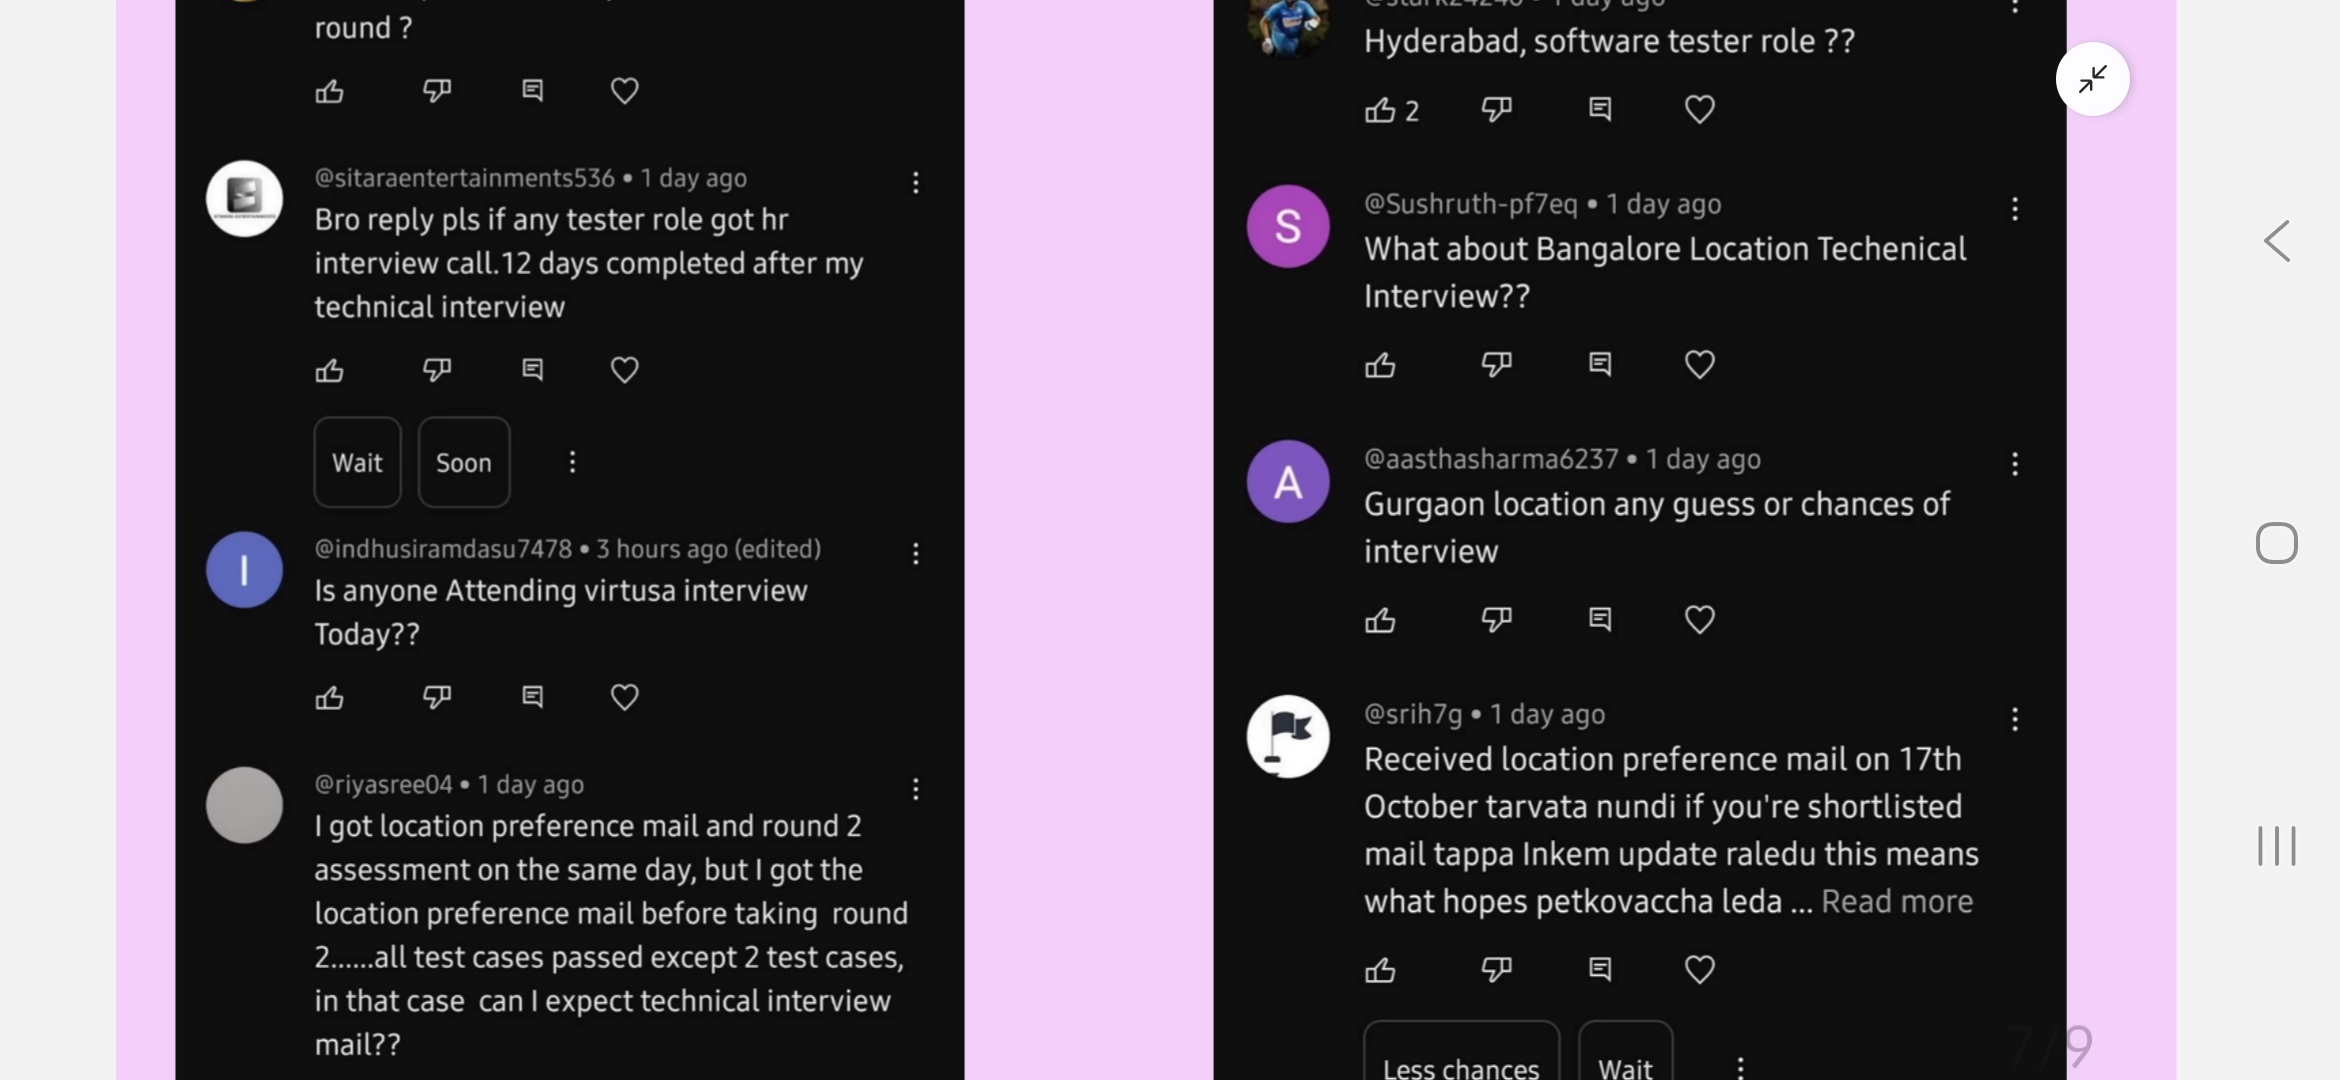 round ?
@sitaraentertainments536 • 1 day ago
Bro reply pls if any tester role got hr
interview call.12 days completed after my
technical interview
Wait
Soon
@indhusiramdasu7478 • 3 hours ago (edited)
Is anyone Attending virtusa interview
Today??
@riyasree04 • 1 day ago
I got location preference mail and round 2
assessment on the same day, but I got the
location preference mail before taking  round
2......all test cases passed except 2 test cases,
in that case  can I expect technical interview
mail??
Hyderabad, software tester role ??
2
@Sushruth-pf7eq • 1 day ago
What about Bangalore Location Techenical
Interview??
@aasthasharma6237 • 1 day ago
Gurgaon location any guess or chances of
interview
@srih7g • 1 day ago
Received location preference mail on 17th
October tarvata nundi if you're shortlisted
mail tappa Inkem update raledu this means
what hopes petkovaccha leda ... Read more
Less chances
Wait
7/9